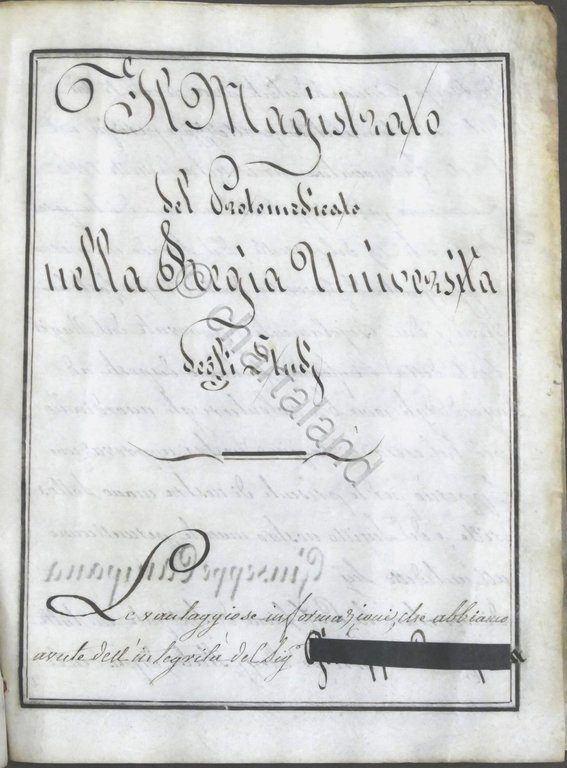 Il Magistrato
del Protomedicato
nella Regia Università
degli Studj
© chartaland
Le vantaggiose informazioni, che abbiamo
avute dell'integrità del Sig.